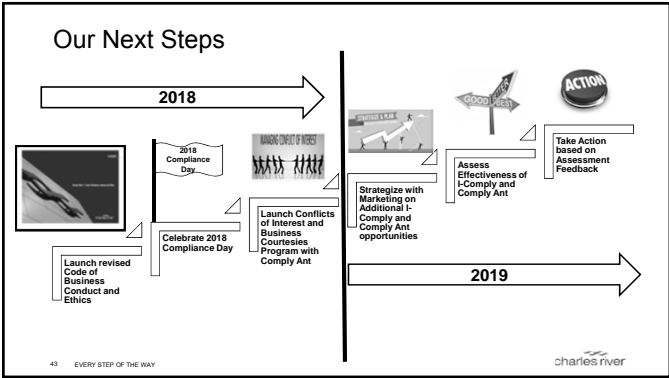 Our Next Steps
2018
2018
Compliance
Day
MANAGING CONFLICT OF INTEREST
Launch revised
Code of
Business
Conduct and
Ethics
Celebrate 2018
Compliance Day
Launch Conflicts
of Interest and
Business
Courtesies
Program with
Comply Ant
STRATEGIZE & PLAN
GOOD
BETTER
BEST
ACTION
Strategize with
Marketing on
Additional I-
Comply and
Comply Ant
opportunities
Assess
Effectiveness of
I-Comply and
Comply Ant
Take Action
based on
Assessment
Feedback
2019
43 EVERY STEP OF THE WAY
charles river